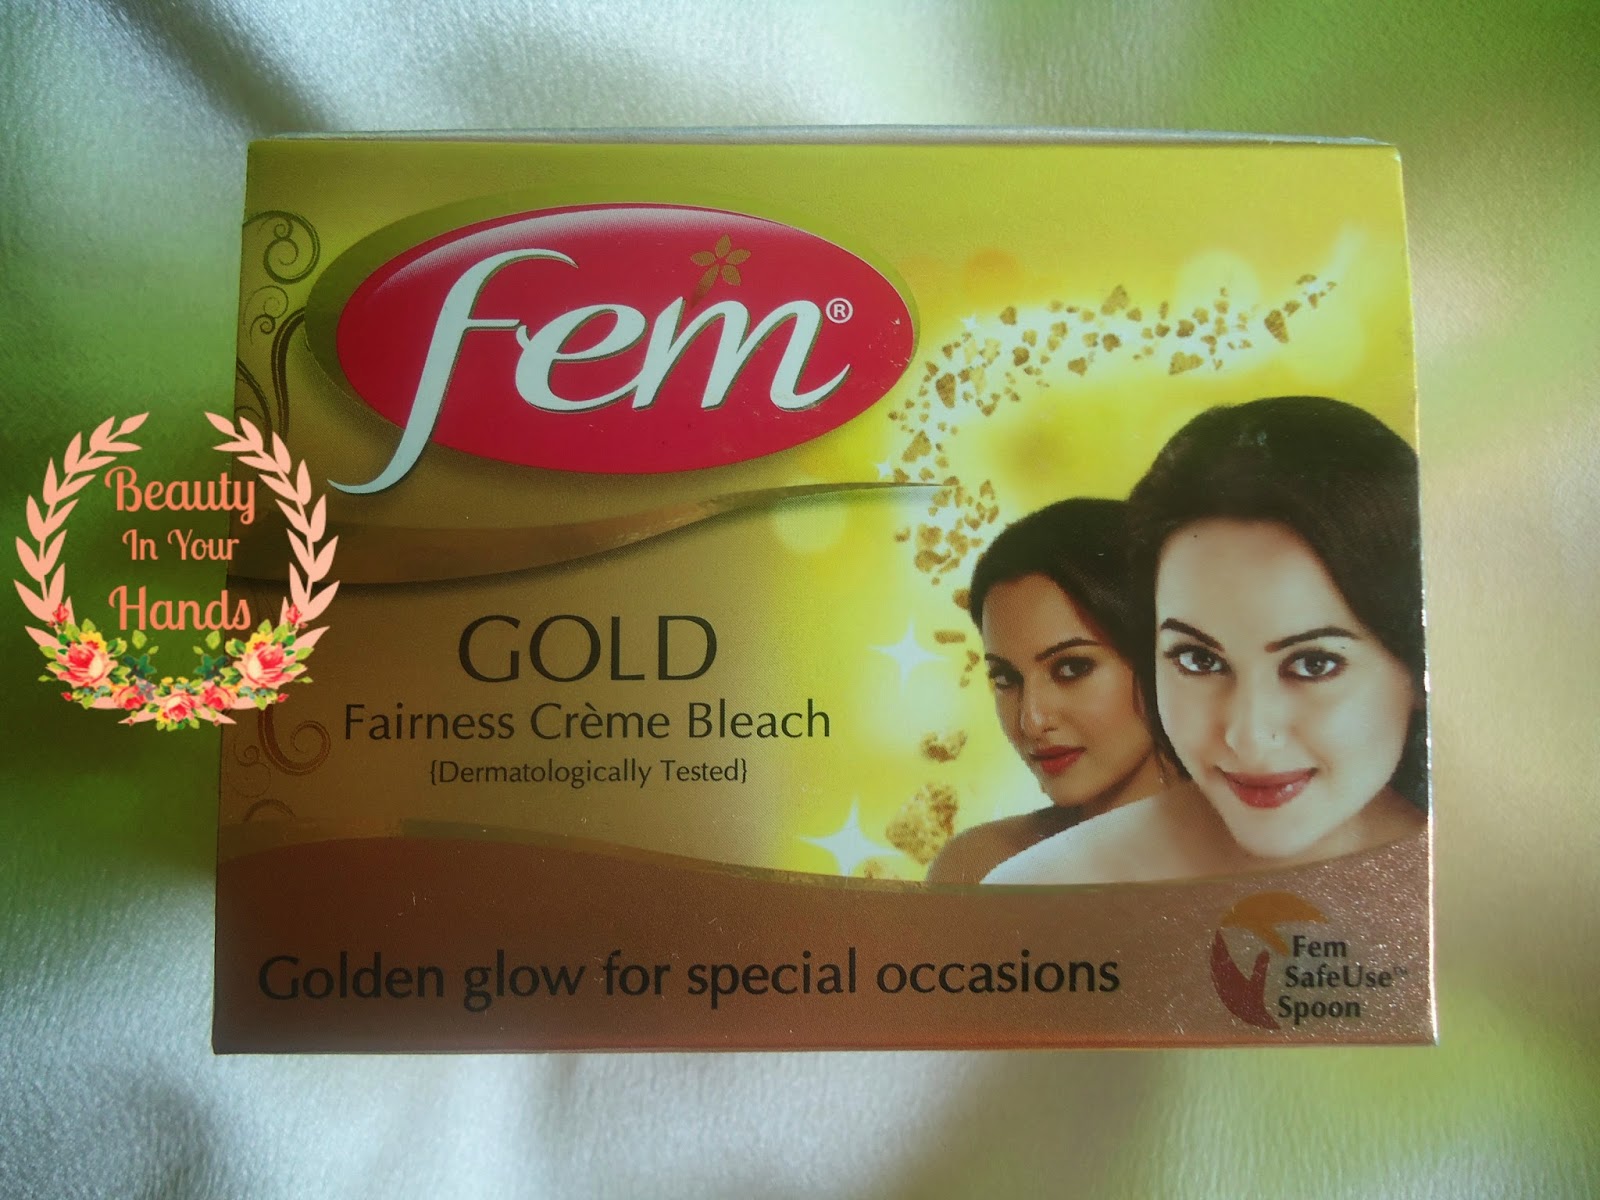 fem®
Beauty
In Your
Hands
GOLD
Fairness Crème Bleach
{Dermatologically Tested}
Golden glow for special occasions
Fem
SafeUse™
Spoon